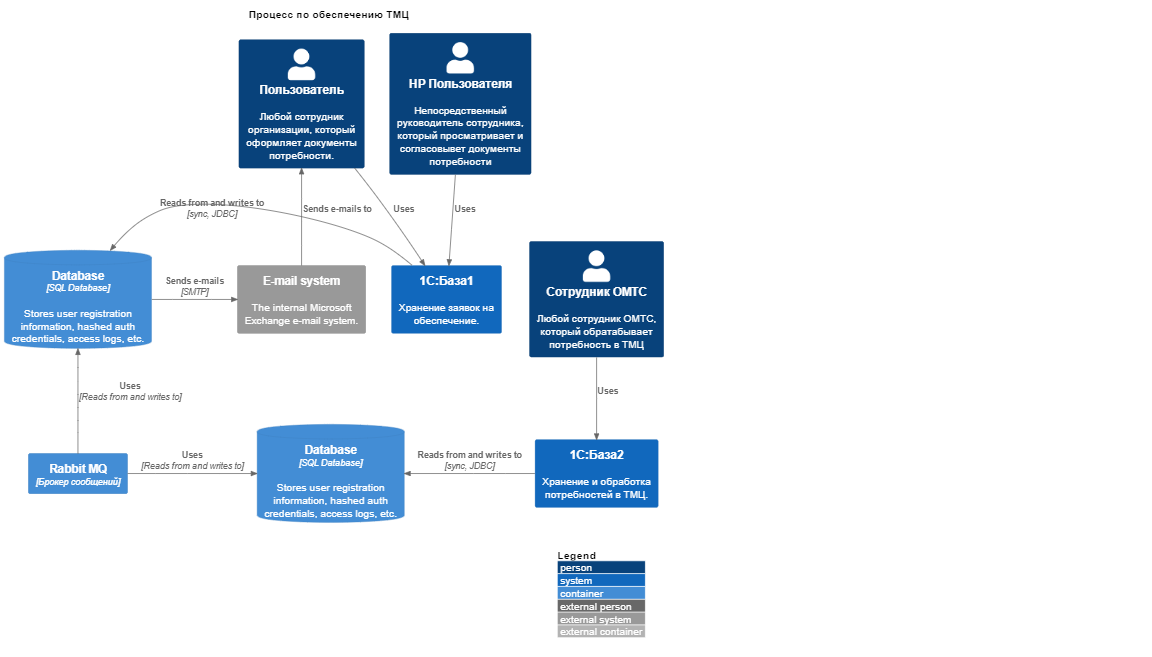 Процесс по обеспечению ТМЦ
Пользователь
Любой сотрудник
организации, который
оформляет документы
потребности.
НР Пользователя
Непосредственный
руководитель сотрудника,
который просматривает и
согласовывет документы
потребности
Reads from and writes to
[sync, JDBC]
Sends e-mails to
Uses
Uses
Database
[SQL Database]
Stores user registration
information, hashed auth
credentials, access logs, etc.
Sends e-mails
[SMTP]
E-mail system
The internal Microsoft
Exchange e-mail system.
1С:База1
Хранение заявок на
обеспечение.
Сотрудник ОМТС
Любой сотрудник ОМТС,
который обратабывает
потребность в ТМЦ
Uses
[Reads from and writes to]
Uses
Rabbit MQ
[Брокер сообщений]
Uses
[Reads from and writes to]
Database
[SQL Database]
Stores user registration
information, hashed auth
credentials, access logs, etc.
Reads from and writes to
[sync, JDBC]
1С:База2
Хранение и обработка
потребностей в ТМЦ.
Legend
person
system
container
external person
external system
external container